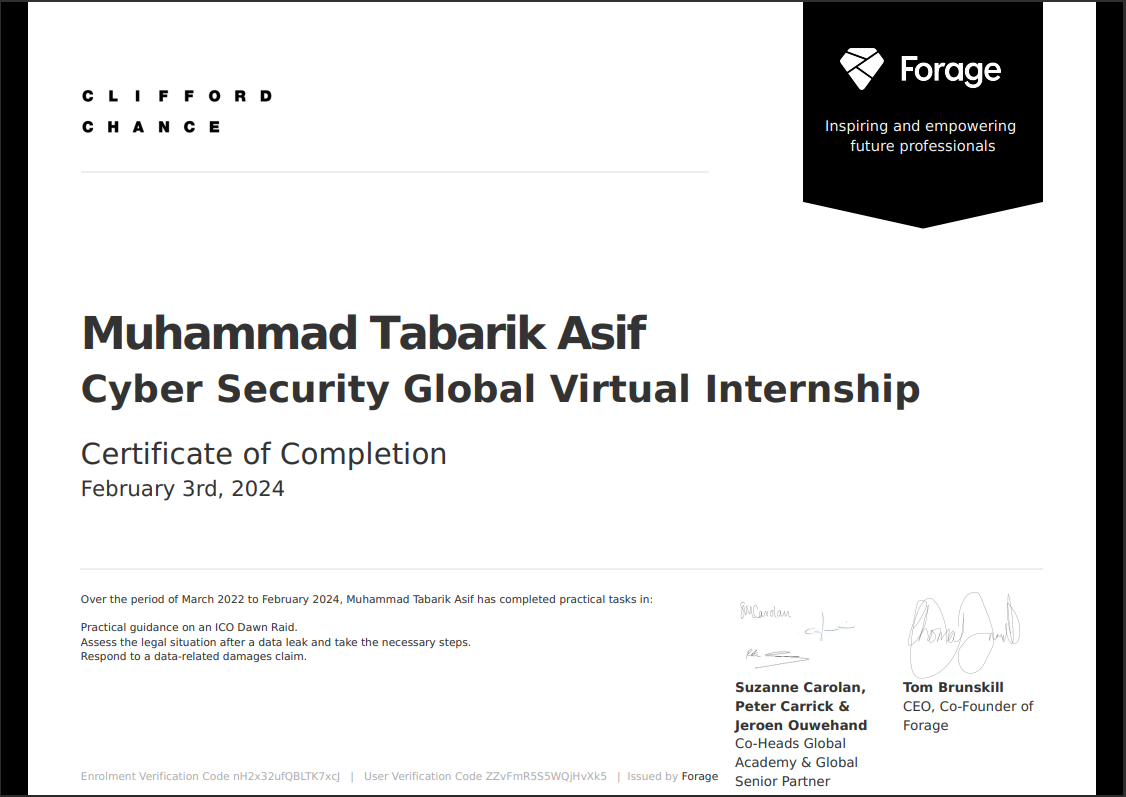 CLIFFORD
CHANCE
Forage
Inspiring and empowering
future professionals
Muhammad Tabarik Asif
Cyber Security Global Virtual Internship
Certificate of Completion
February 3rd, 2024
Over the period of March 2022 to February 2024, Muhammad Tabarik Asif has completed practical tasks in:
Practical guidance on an ICO Dawn Raid.
Assess the legal situation after a data leak and take the necessary steps.
Respond to a data-related damages claim.
Suzanne Carolan,
Peter Carrick &
Jeroen Ouwehand
Co-Heads Global
Academy & Global
Senior Partner
Tom Brunskill
CEO, Co-Founder of
Forage
Enrolment Verification Code nH2x32ufQBLTK7xcJ | User Verification Code ZZvFmR5S5WQjHvXk5 | Issued by Forage